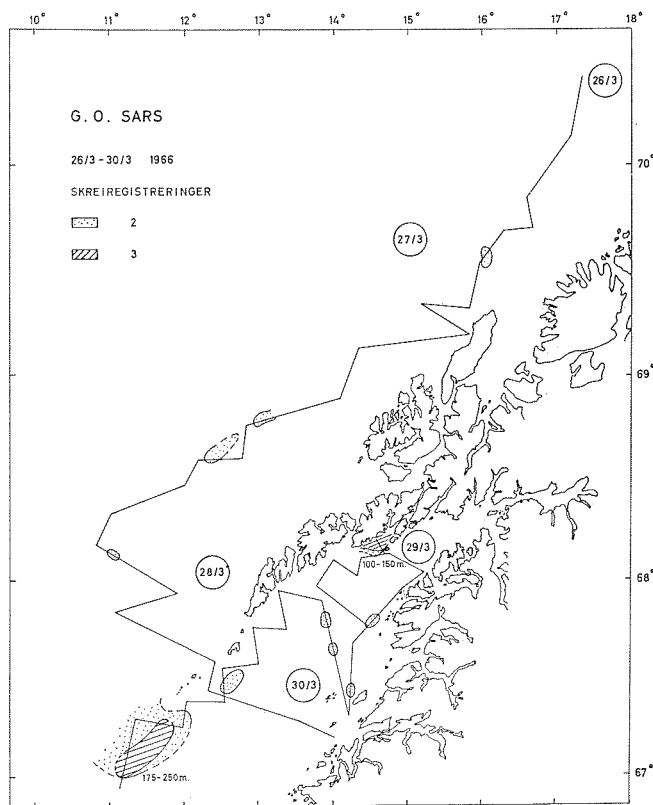 10° 11° 12° 13° 14° 15° 16° 17° 18°
26/3
G. O. SARS
26/3 - 30/3 1966
70°
SKREIREGISTRERINGER
2
27/3
3
69°
29/3
100-150m.
28/3
68°
30/3
175-250m.
67°